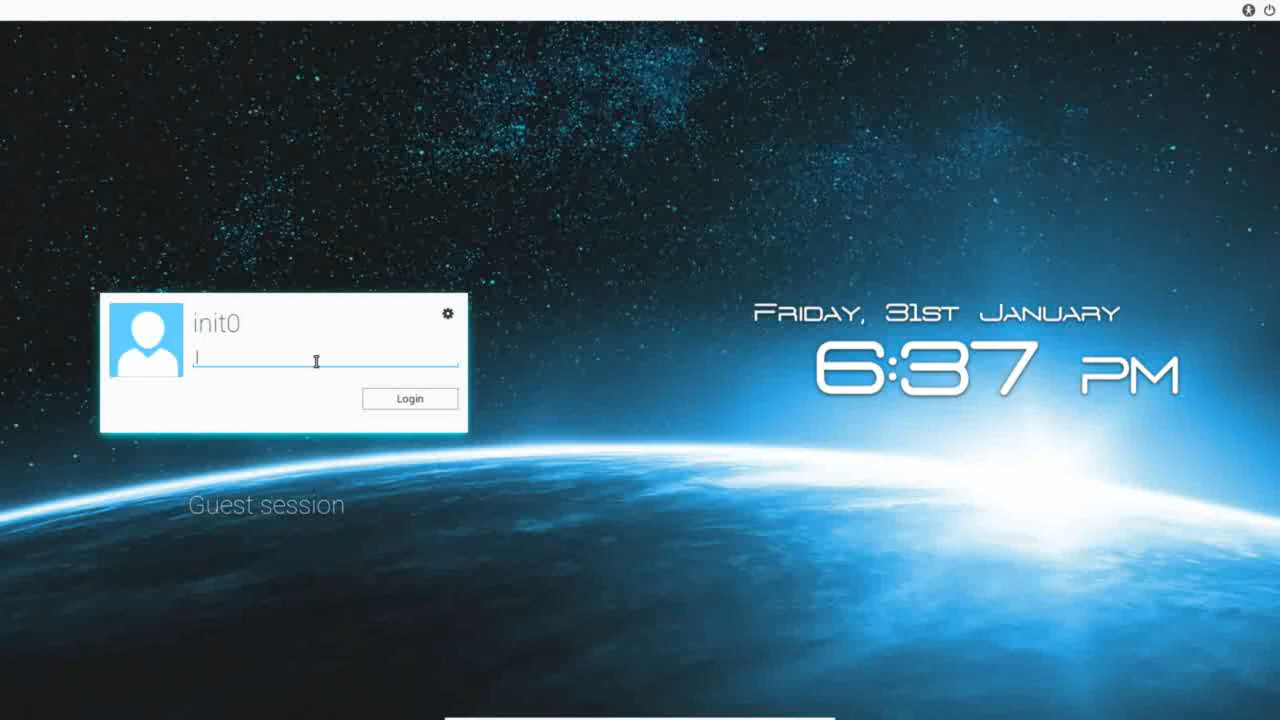 init0
Login
Guest session
Friday, 31st January
6:37 PM